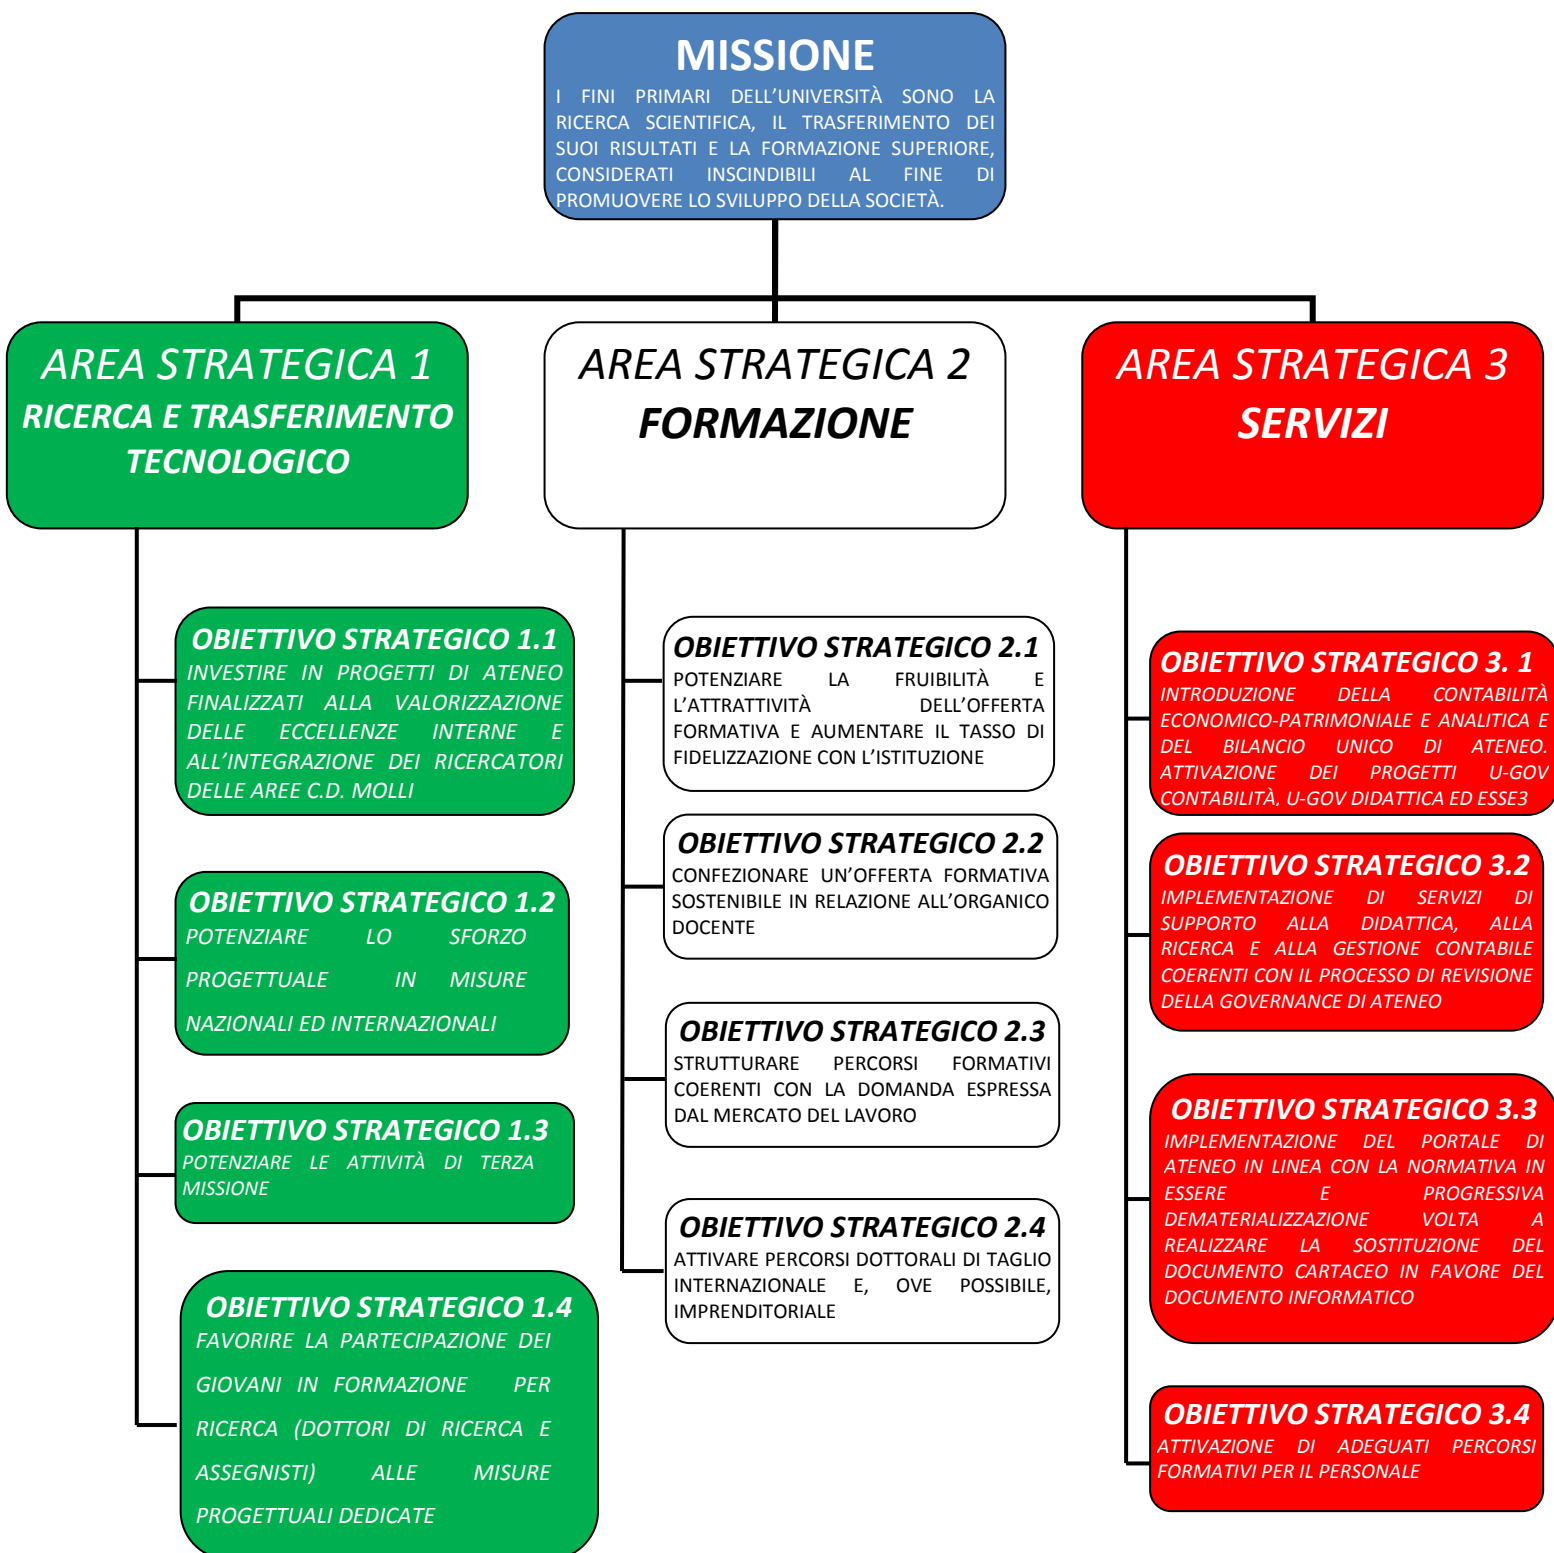 MISSIONE
I FINI PRIMARI DELL'UNIVERSITÀ SONO LA
RICERCA SCIENTIFICA, IL TRASFERIMENTO DEI
SUOI RISULTATI E LA FORMAZIONE SUPERIORE,
CONSIDERATI INSCINDIBILI AL FINE DI
PROMUOVERE LO SVILUPPO DELLA SOCIETÀ.
AREA STRATEGICA 1
RICERCA E TRASFERIMENTO
TECNOLOGICO
AREA STRATEGICA 2
FORMAZIONE
AREA STRATEGICA 3
SERVIZI
OBIETTIVO STRATEGICO 1.1
INVESTIRE IN PROGETTI DI ATENEO
FINALIZZATI ALLA VALORIZZAZIONE
DELLE ECCELLENZE INTERNE E
ALL'INTEGRAZIONE DEI RICERCATORI
DELLE AREE C.D. MOLLI
OBIETTIVO STRATEGICO 1.2
POTENZIARE LO SFORZO
PROGETTUALE IN MISURE
NAZIONALI ED INTERNAZIONALI
OBIETTIVO STRATEGICO 1.3
POTENZIARE LE ATTIVITÀ DI TERZA
MISSIONE
OBIETTIVO STRATEGICO 1.4
FAVORIRE LA PARTECIPAZIONE DEI
GIOVANI IN FORMAZIONE PER
RICERCA (DOTTORI DI RICERCA E
ASSEGNISTI) ALLE MISURE
PROGETTUALI DEDICATE
OBIETTIVO STRATEGICO 2.1
POTENZIARE LA FRUIBILITÀ E
L'ATTRATTIVITÀ DELL'OFFERTA
FORMATIVA E AUMENTARE IL TASSO DI
FIDELIZZAZIONE CON L'ISTITUZIONE
OBIETTIVO STRATEGICO 2.2
CONFEZIONARE UN'OFFERTA FORMATIVA
SOSTENIBILE IN RELAZIONE ALL'ORGANICO
DOCENTE
OBIETTIVO STRATEGICO 2.3
STRUTTURARE PERCORSI FORMATIVI
COERENTI CON LA DOMANDA ESPRESSA
DAL MERCATO DEL LAVORO
OBIETTIVO STRATEGICO 2.4
ATTIVARE PERCORSI DOTTORALI DI TAGLIO
INTERNAZIONALE E, OVE POSSIBILE,
IMPRENDITORIALE
OBIETTIVO STRATEGICO 3. 1
INTRODUZIONE DELLA CONTABILITÀ
ECONOMICO-PATRIMONIALE E ANALITICA E
DEL BILANCIO UNICO DI ATENEO.
ATTIVAZIONE DEI PROGETTI U-GOV
CONTABILITÀ, U-GOV DIDATTICA ED ESSE3
OBIETTIVO STRATEGICO 3.2
IMPLEMENTAZIONE DI SERVIZI DI
SUPPORTO ALLA DIDATTICA, ALLA
RICERCA E ALLA GESTIONE CONTABILE
COERENTI CON IL PROCESSO DI REVISIONE
DELLA GOVERNANCE DI ATENEO
OBIETTIVO STRATEGICO 3.3
IMPLEMENTAZIONE DEL PORTALE DI
ATENEO IN LINEA CON LA NORMATIVA IN
ESSERE E PROGRESSIVA
DEMATERIALIZZAZIONE VOLTA A
REALIZZARE LA SOSTITUZIONE DEL
DOCUMENTO CARTACEO IN FAVORE DEL
DOCUMENTO INFORMATICO
OBIETTIVO STRATEGICO 3.4
ATTIVAZIONE DI ADEGUATI PERCORSI
FORMATIVI PER IL PERSONALE